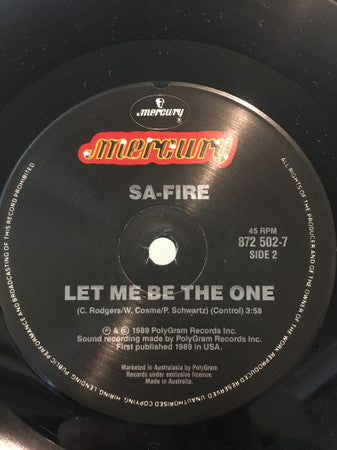 mercury
mercury
SA-FIRE
45 RPM
872 502-7
SIDE 2
LET ME BE THE ONE
(C. Rodgers/W. Cosme/P. Schwartz) (Control) 3:58
℗ & © 1989 PolyGram Records Inc.
Sound recording made by PolyGram Records Inc.
First published 1989 in USA.
Marketed in Australasia by PolyGram
Records under exclusive licence.
Made in Australia.
ALL RIGHTS OF THE PRODUCER AND OF THE OWNER OF THE WORK REPRODUCED RESERVED UNAUTHORISED COPYING HIRING LENDING PUBLIC PERFORMANCE AND BROADCASTING OF THIS RECORD PROHIBITED